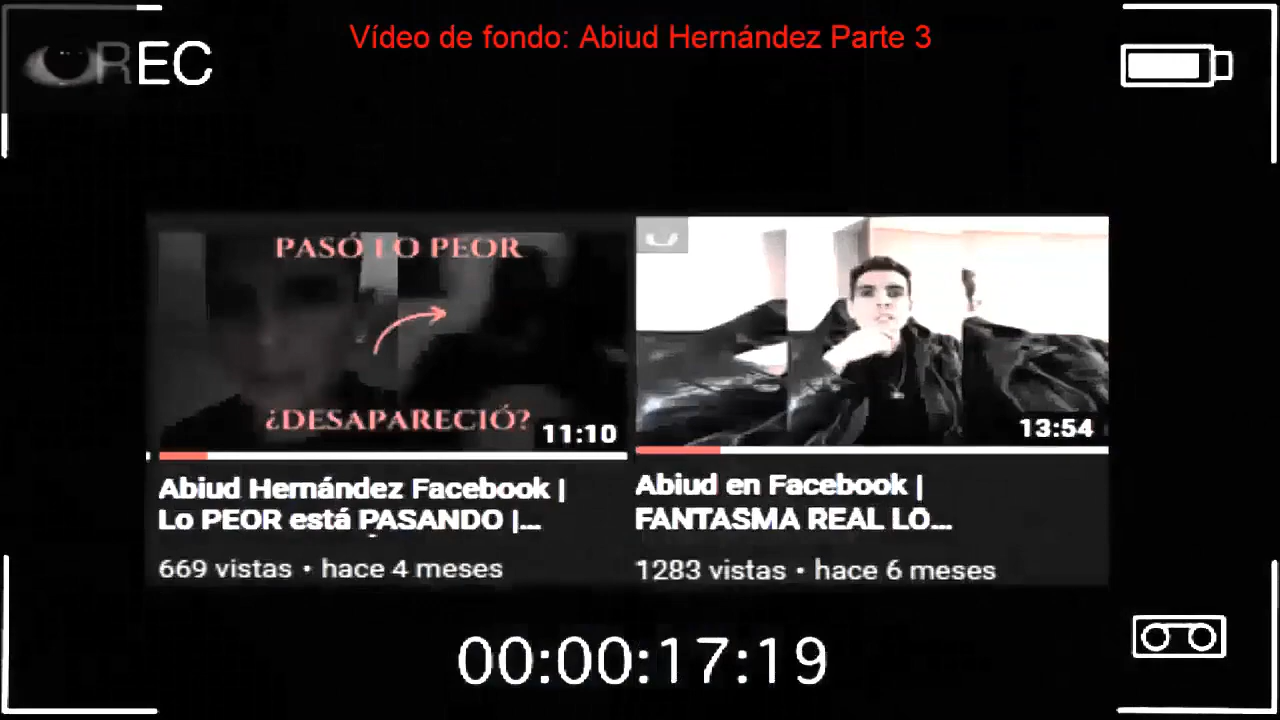 Vídeo de fondo: Abiud Hernández Parte 3
REC
PASÓ LO PEOR
¿DESAPARECIÓ?
11:10
Abiud Hernández Facebook |
Lo PEOR está PASANDO |...
669 vistas • hace 4 meses
13:54
Abiud en Facebook |
FANTASMA REAL LO...
1283 vistas • hace 6 meses
00:00:17:19